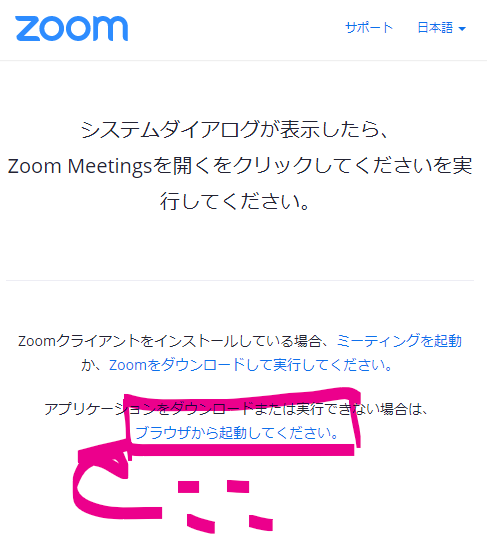 zoom
サポート 日本語
システムダイアログが表示したら、
Zoom Meetingsを開くをクリックしてくださいを実
行してください。
Zoomクライアントをインストールしている場合、ミーティングを起動
か、Zoomをダウンロードして実行してください。
アプリケーションをダウンロードまたは実行できない場合は、
ブラウザから起動してください。